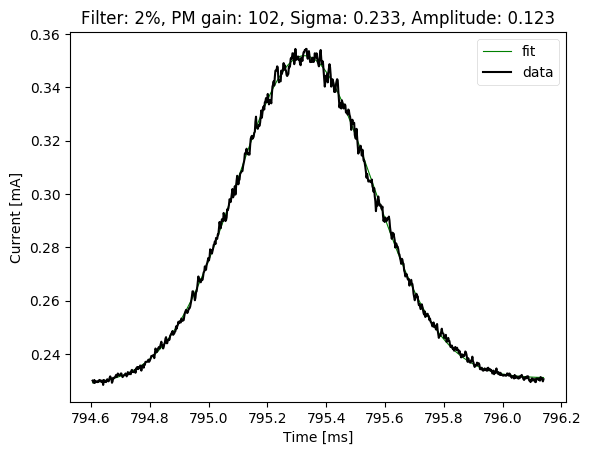 Filter: 2%, PM gain: 102, Sigma: 0.233, Amplitude: 0.123
fit
data
Current [mA]
0.36
0.34
0.32
0.30
0.28
0.26
0.24
794.6 794.8 795.0 795.2 795.4 795.6 795.8 796.0 796.2
Time [ms]